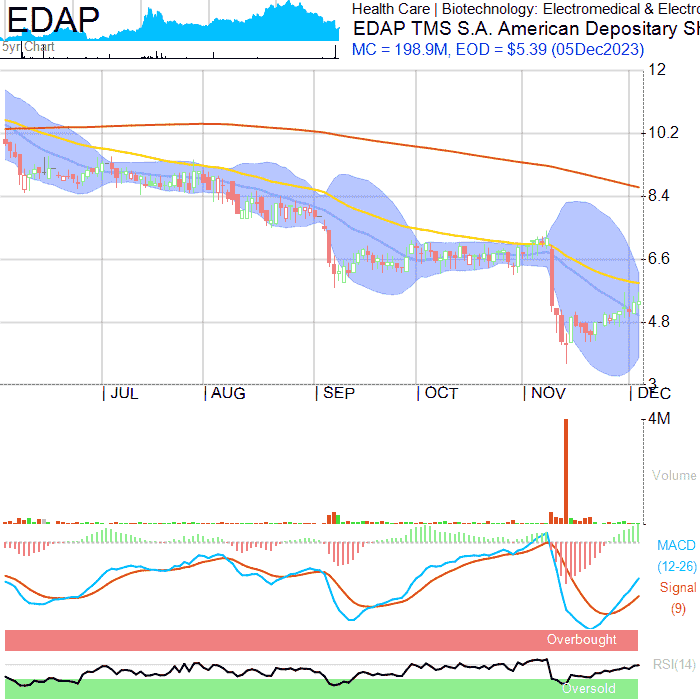 EDAP
5yr Chart
Health Care | Biotechnology: Electromedical & Electro
EDAP TMS S.A. American Depositary Sh
MC = 198.9M, EOD = $5.39 (05Dec2023)
12
10.2
8.4
6.6
4.8
3
JUL
AUG
SEP
OCT
NOV
DEC
4M
Volume
MACD
(12-26)
Signal
(9)
Overbought
RSI(14)
Oversold